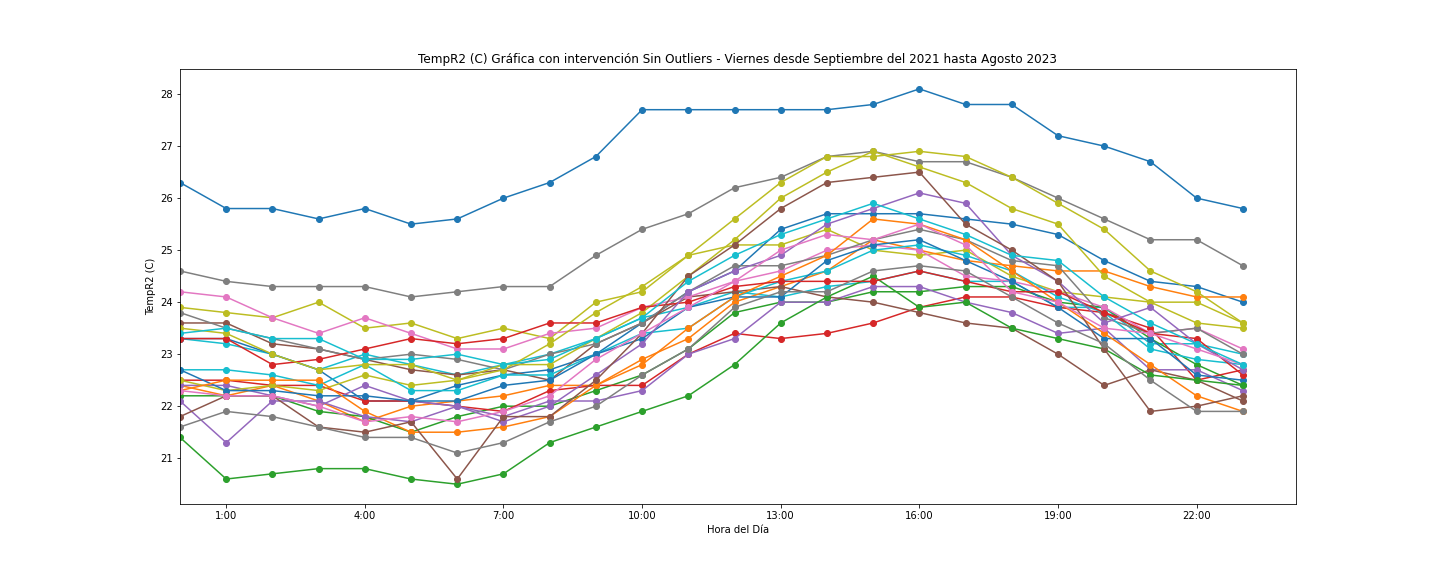 TempR2 (C) Gráfica con intervención Sin Outliers - Viernes desde Septiembre del 2021 hasta Agosto 2023
TempR2 (C)
28
27
26
25
24
23
22
21
1:00 4:00 7:00 10:00 13:00 16:00 19:00 22:00
Hora del Día